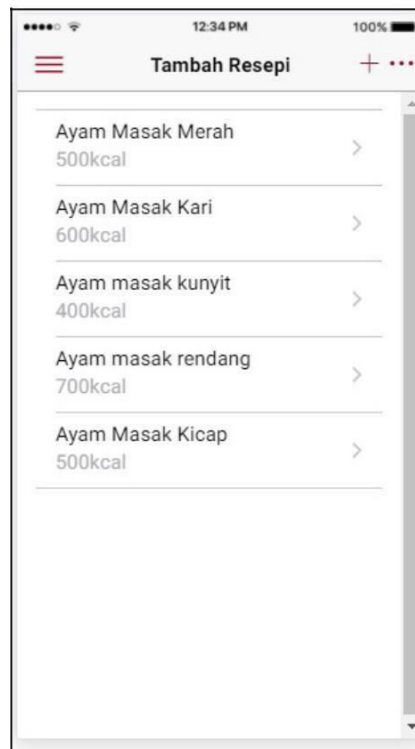 12:34 PM
100%
Tambah Resepi
Ayam Masak Merah
500kcal
Ayam Masak Kari
600kcal
Ayam masak kunyit
400kcal
Ayam masak rendang
700kcal
Ayam Masak Kicap
500kcal